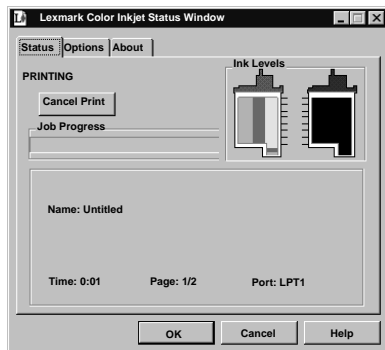 Lexmark Color Inkjet Status Window
Status Options About
Ink Levels
PRINTING
Cancel Print
Job Progress
Name: Untitled
Time: 0:01 Page: 1/2 Port: LPT1
OK Cancel Help